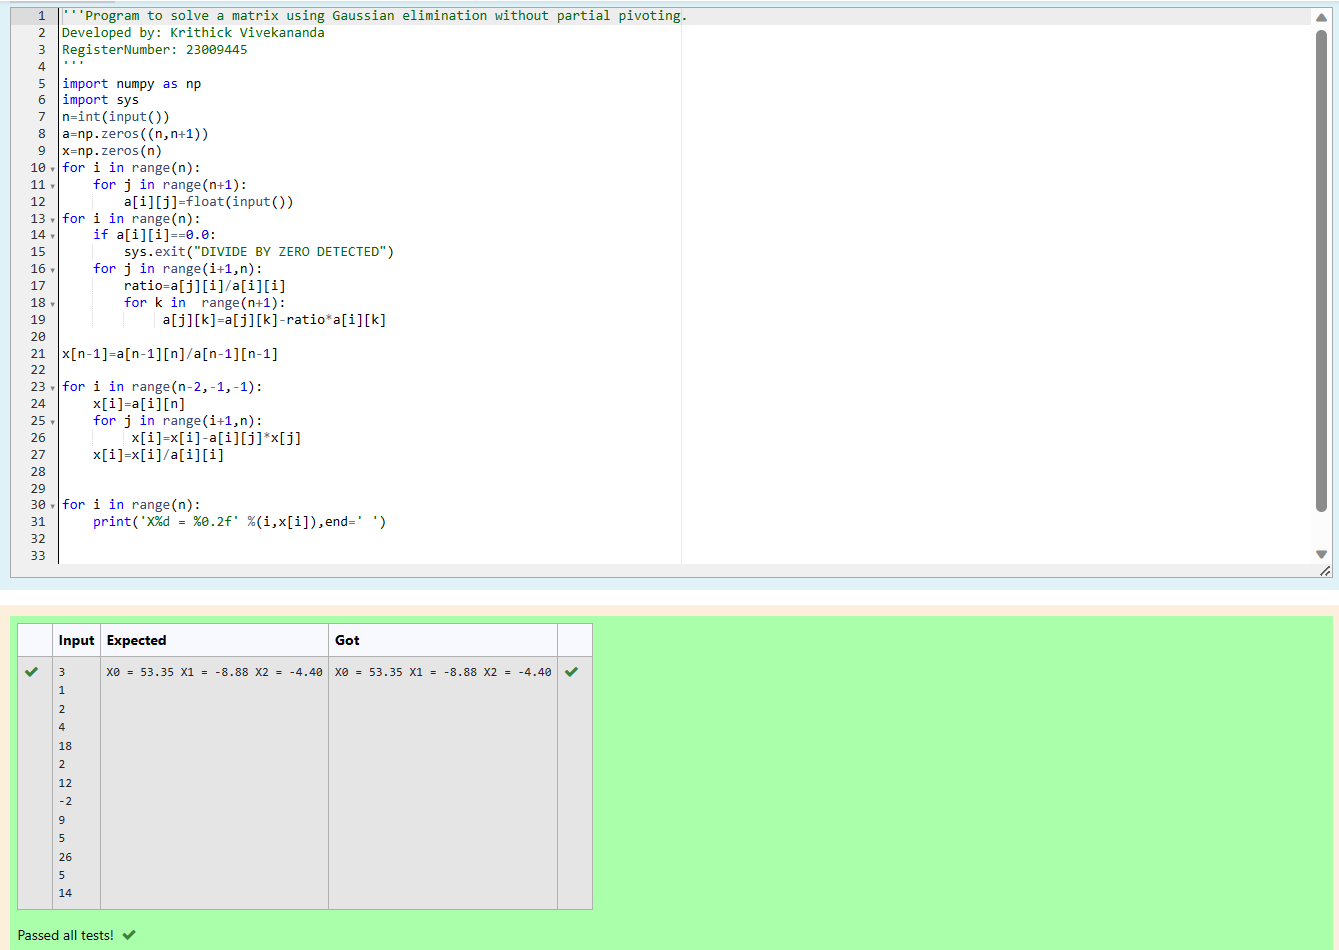 1 '''Program to solve a matrix using Gaussian elimination without partial pivoting.
2 Developed by: Krithick Vivekananda
3 RegisterNumber: 23009445
4 '''
5 import numpy as np
6 import sys
7 n=int(input())
8 a=np.zeros((n,n+1))
9 x=np.zeros(n)
10 for i in range(n):
11     for j in range(n+1):
12         a[i][j]=float(input())
13 for i in range(n):
14     if a[i][i]==0.0:
15         sys.exit("DIVIDE BY ZERO DETECTED")
16     for j in range(i+1,n):
17         ratio=a[j][i]/a[i][i]
18         for k in  range(n+1):
19              a[j][k]=a[j][k]-ratio*a[i][k]
20
21 x[n-1]=a[n-1][n]/a[n-1][n-1]
22
23 for i in range(n-2,-1,-1):
24     x[i]=a[i][n]
25     for j in range(i+1,n):
26          x[i]=x[i]-a[i][j]*x[j]
27     x[i]=x[i]/a[i][i]
28
29
30 for i in range(n):
31     print('X%d = %0.2f' %(i,x[i]),end=' ')
32
33
Input Expected Got
3 X0 = 53.35 X1 = -8.88 X2 = -4.40 X0 = 53.35 X1 = -8.88 X2 = -4.40
1
2
4
18
2
12
-2
9
5
26
5
14
Passed all tests!